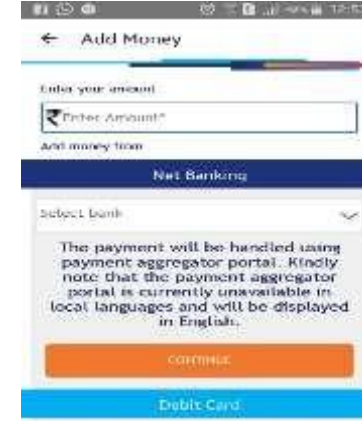 ← Add Money
Enter your amount
₹Enter Amount*
Add money from
Net Banking
Select bank
The payment will be handled using
payment aggregator portal. Kindly
note that the payment aggregator
portal is currently unavailable in
local languages and will be displayed
in English.
CONTINUE
Debit Card